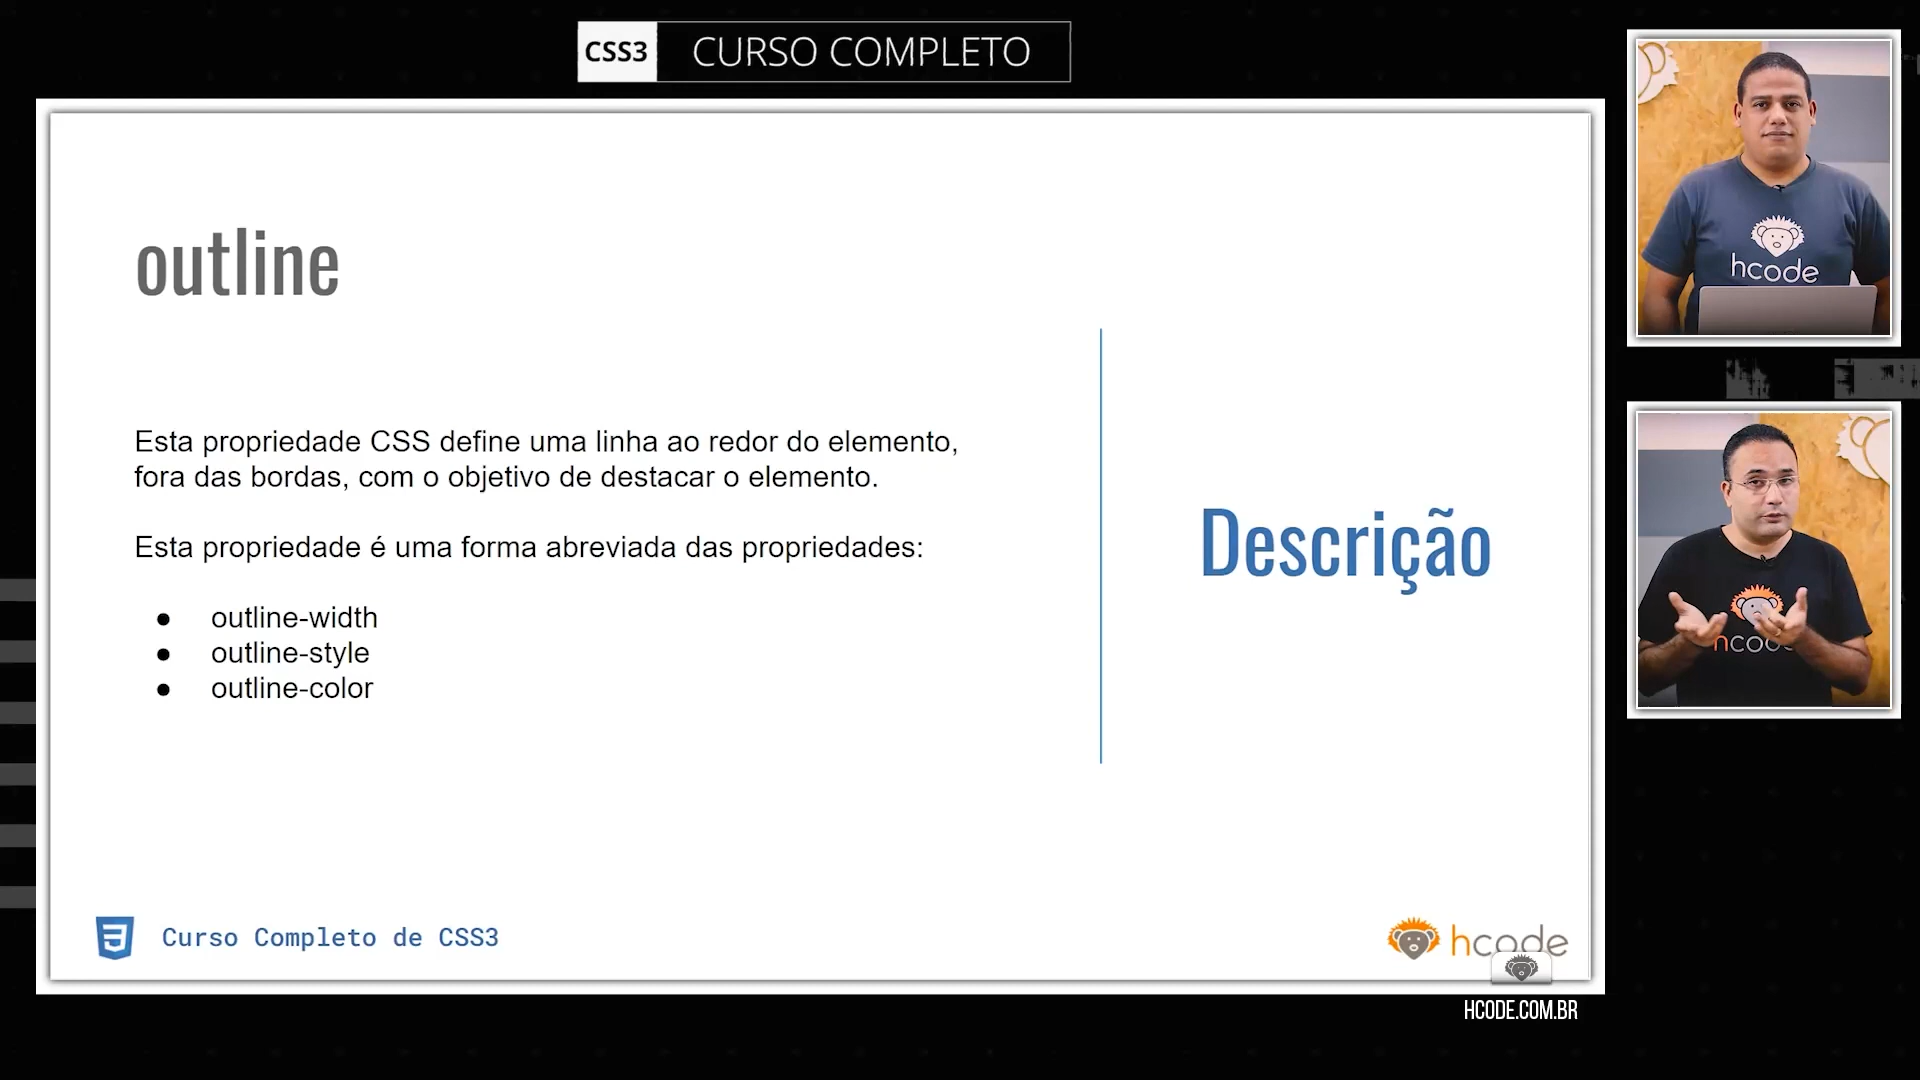 CSS3 CURSO COMPLETO
outline
Esta propriedade CSS define uma linha ao redor do elemento,
fora das bordas, com o objetivo de destacar o elemento.
Esta propriedade é uma forma abreviada das propriedades:
● outline-width
● outline-style
● outline-color
Descrição
Curso Completo de CSS3
hcode
HCODE.COM.BR
hcode
hcode